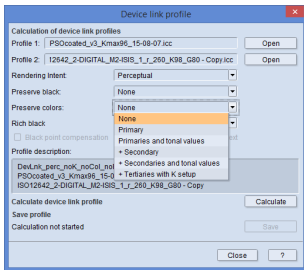 Device link profile
Calculation of device link profiles
Profile 1: PSOcoated_v3_Kmax96_15-08-07.icc Open
Profile 2: 12642_2-DIGITAL_M2-ISIS_1_r_260_K98_G80 - Copy.icc Open
Rendering Intent: Perceptual
Preserve black: None
Preserve colors: None
Rich black
None
Primary
Primaries and tonal values
+ Secondary
+ Secondaries and tonal values
+ Tertiaries with K setup
Black point compensation
Profile description:
DevLnk_perc_noK_noCol_nol
PSOcoated_v3_Kmax96_15-0
ISO12642_2-DIGITAL_M2-ISIS_1_r_260_K98_G80 - Copy
Calculate device link profile Calculate
Save profile
Calculation not started Save
Close ?